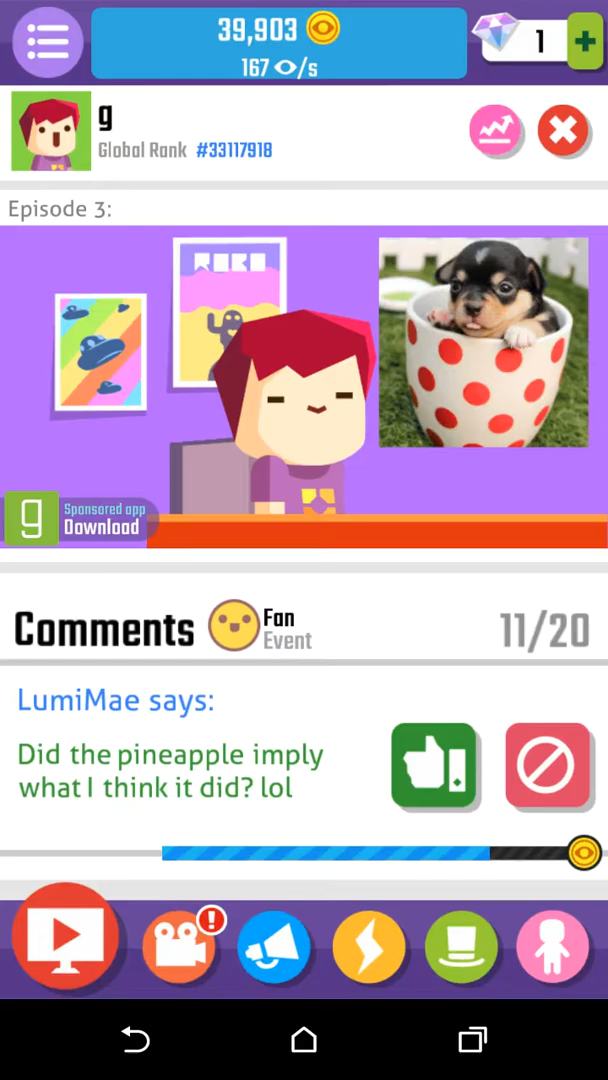 39,903
167 /s
1
g
Global Rank #33117918
Episode 3:
g
Sponsored app
Download
Comments
Fan
Event
11/20
LumiMae says:
Did the pineapple imply
what I think it did? lol